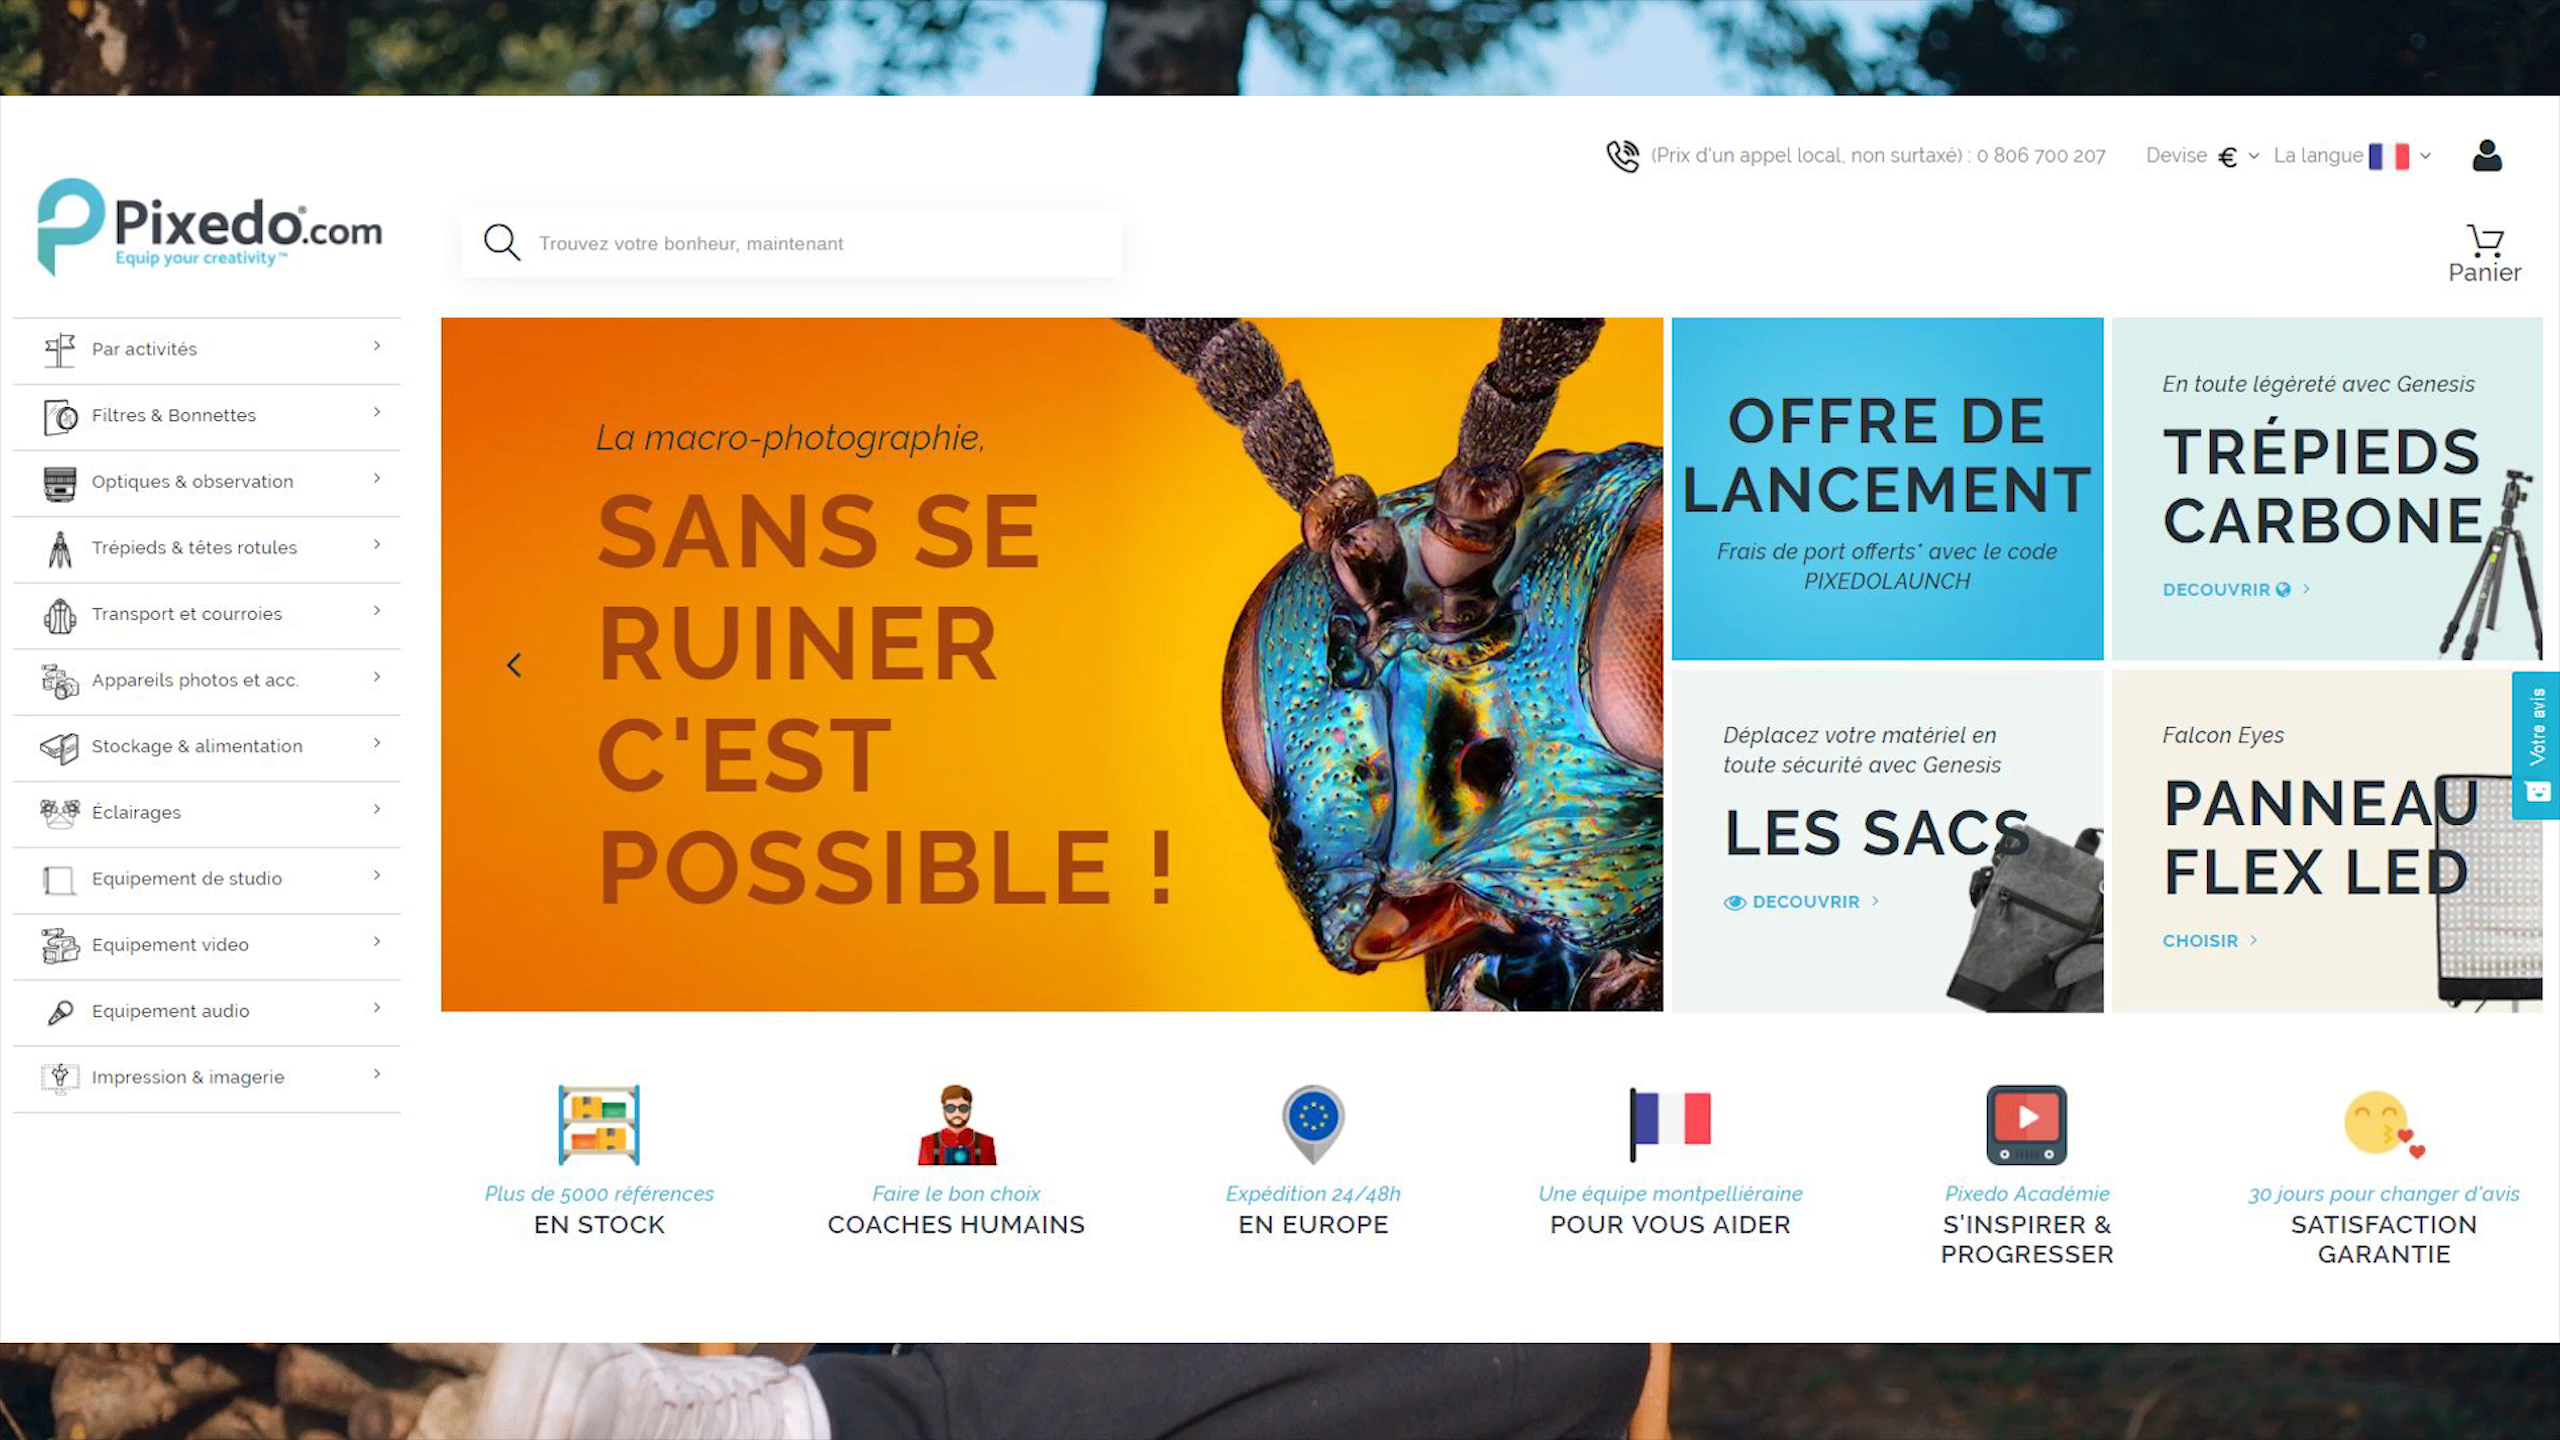 (Prix d'un appel local, non surtaxé) : 0 806 700 207
Devise €
La langue
Pixedo®.com
Equip your creativity™
Trouvez votre bonheur, maintenant
Panier
Par activités
Filtres & Bonnettes
Optiques & observation
Trépieds & têtes rotules
Transport et courroies
Appareils photos et acc.
Stockage & alimentation
Éclairages
Equipement de studio
Equipement video
Equipement audio
Impression & imagerie
La macro-photographie,
SANS SE
RUINER
C'EST
POSSIBLE !
OFFRE DE
LANCEMENT
Frais de port offerts* avec le code
PIXEDOLAUNCH
En toute légèreté avec Genesis
TRÉPIEDS
CARBONE
DECOUVRIR
Déplacez votre matériel en
toute sécurité avec Genesis
LES SACS
DECOUVRIR
Falcon Eyes
PANNEAU
FLEX LED
CHOISIR
Votre avis
Plus de 5000 références
EN STOCK
Faire le bon choix
COACHES HUMAINS
Expédition 24/48h
EN EUROPE
Une équipe montpelliéraine
POUR VOUS AIDER
Pixedo Académie
S'INSPIRER &
PROGRESSER
30 jours pour changer d'avis
SATISFACTION
GARANTIE